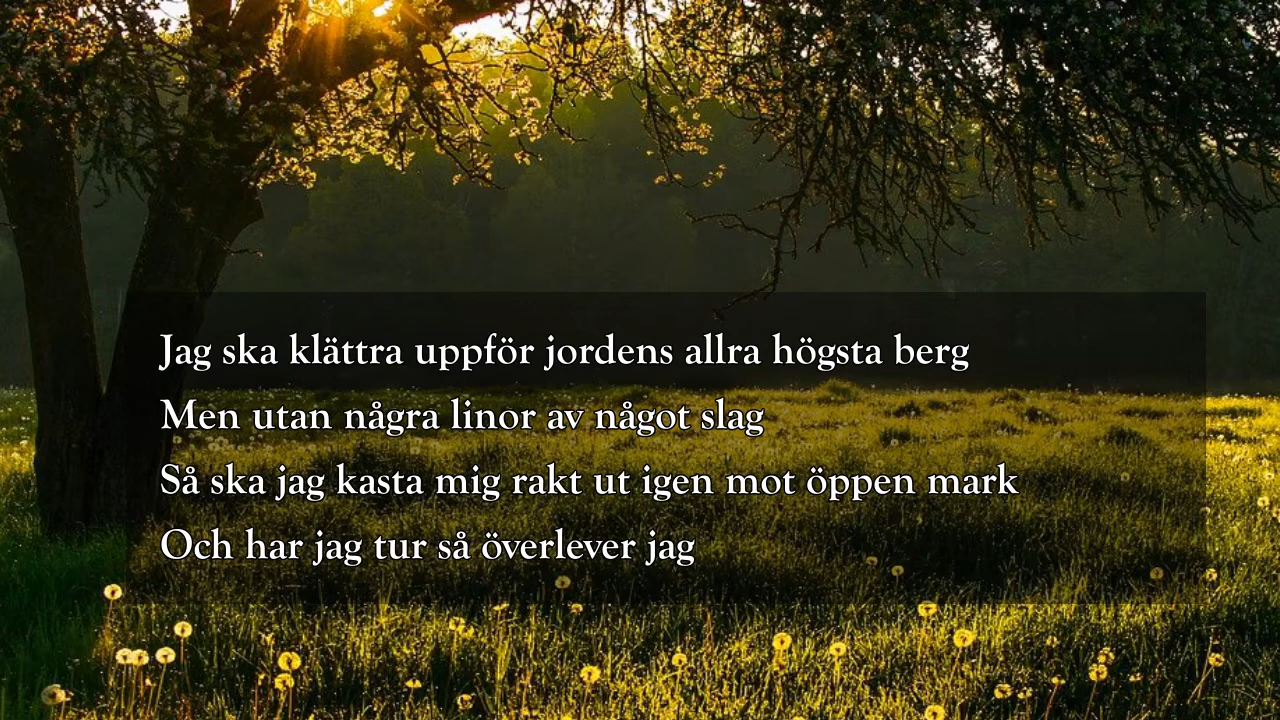 Jag ska klättra uppför jordens allra högsta berg
Men utan några linor av något slag
Så ska jag kasta mig rakt ut igen mot öppen mark
Och har jag tur så överlever jag